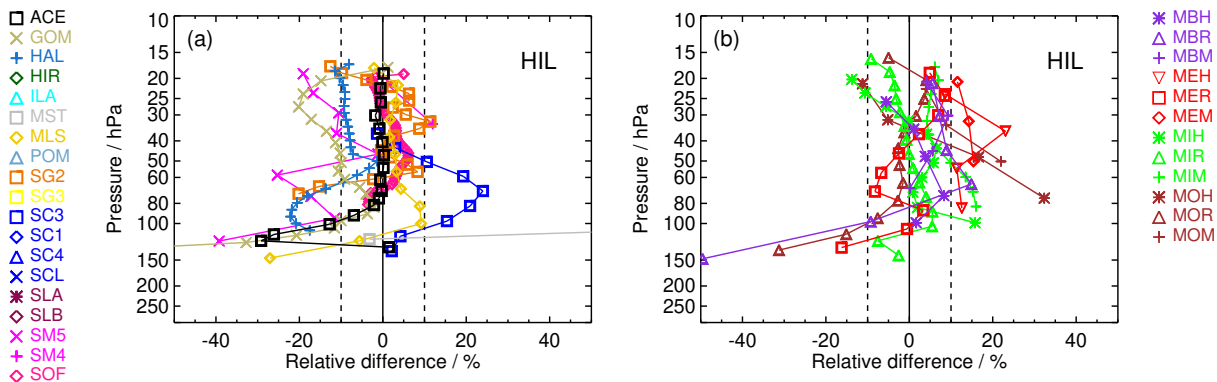 ACE
GOM
HAL
HIR
ILA
MST
MLS
POM
SG2
SG3
SC3
SC1
SC4
SCL
SLA
SLB
SM5
SM4
SOF
(a)
HIL
Pressure / hPa
10
15
20
25
30
40
50
60
80
100
150
200
250
-40 -20 0 20 40
Relative difference / %
(b)
HIL
Pressure / hPa
10
15
20
25
30
40
50
60
80
100
150
200
250
-40 -20 0 20 40
Relative difference / %
MBH
MBR
MBM
MEH
MER
MEM
MIH
MIR
MIM
MOH
MOR
MOM